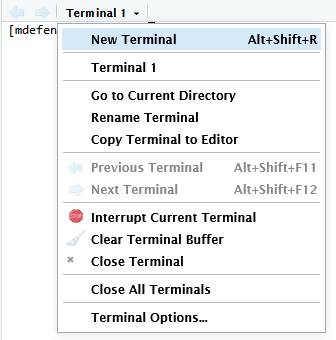 Terminal 1
[mdefen
New Terminal Alt+Shift+R
Terminal 1
Go to Current Directory
Rename Terminal
Copy Terminal to Editor
Previous Terminal Alt+Shift+F11
Next Terminal Alt+Shift+F12
STOP Interrupt Current Terminal
Clear Terminal Buffer
Close Terminal
Close All Terminals
Terminal Options...